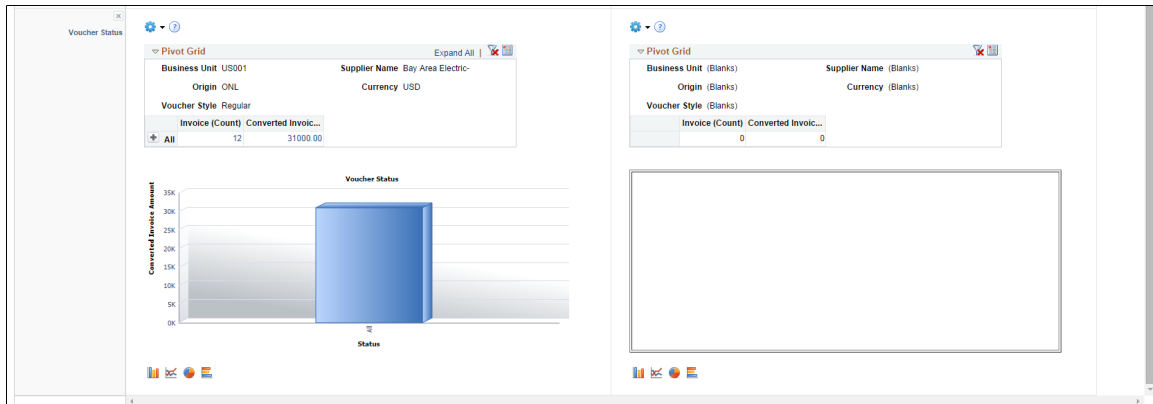 Voucher Status
Pivot Grid Expand All |
Business Unit US001 Supplier Name Bay Area Electric-
Origin ONL Currency USD
Voucher Style Regular
Invoice (Count) Converted Invoic...
All 12 31000.00
Voucher Status
Converted Invoice Amount
35K
30K
25K
20K
15K
10K
5K
0K
All
Status
Pivot Grid
Business Unit (Blanks) Supplier Name (Blanks)
Origin (Blanks) Currency (Blanks)
Voucher Style (Blanks)
Invoice (Count) Converted Invoic...
0 0